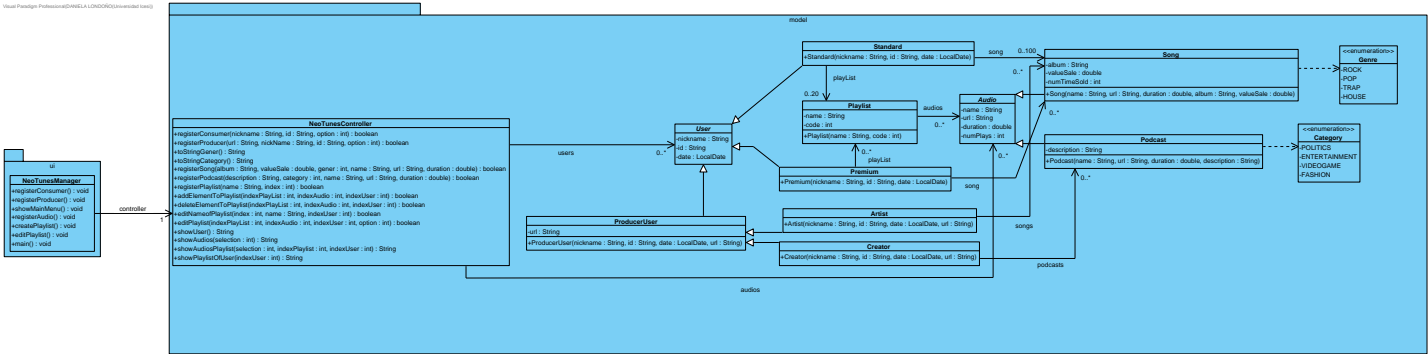 Visual Paradigm Professional(DANIELA LONDOÑO(Universidad Icesi))
model
ui
NeoTunesManager
+registerConsumer() : void
+registerProducer() : void
+showMainMenu() : void
+registerAudio() : void
+createPlaylist() : void
+editPlaylist() : void
+main() : void
controller
1
NeoTunesController
+registerConsumer(nickname : String, id : String, option : int) : boolean
+registerProducer(url : String, nickName : String, id : String, option : int) : boolean
+toStringGener() : String
+toStringCategory() : String
+registerSong(album : String, valueSale : double, gener : int, name : String, url : String, duration : double) : boolean
+registerPodcast(description : String, category : int, name : String, url : String, duration : double) : boolean
+registerPlaylist(name : String, index : int) : boolean
+addElementToPlaylist(indexPlayList : int, indexAudio : int, indexUser : int) : boolean
+deleteElementToPlaylist(indexPlayList : int, indexAudio : int, indexUser : int) : boolean
+editNameofPlaylist(index : int, name : String, indexUser : int) : boolean
+editPlaylist(indexPlayList : int, indexAudio : int, indexUser : int, option : int) : boolean
+showUser() : String
+showAudios(selection : int) : String
+showAudiosPlaylist(selection : int, indexPlaylist : int, indexUser : int) : String
+showPlaylistOfUser(indexUser : int) : String
users
0..*
User
-nickname : String
-id : String
-date : LocalDate
ProducerUser
-url : String
+ProducerUser(nickname : String, id : String, date : LocalDate, url : String)
Standard
+Standard(nickname : String, id : String, date : LocalDate)
song
0..100
playList
0..20
Playlist
-name : String
-code : int
+Playlist(name : String, code : int)
audios
0..*
0..*
playList
Premium
+Premium(nickname : String, id : String, date : LocalDate)
song
0..*
Artist
+Artist(nickname : String, id : String, date : LocalDate, url : String)
songs
0..*
Creator
+Creator(nickname : String, id : String, date : LocalDate, url : String)
podcasts
0..*
audios
0..*
Audio
-name : String
-url : String
-duration : double
-numPlays : int
Song
-album : String
-valueSale : double
-numTimeSold : int
+Song(name : String, url : String, duration : double, album : String, valueSale : double)
Podcast
-description : String
+Podcast(name : String, url : String, duration : double, description : String)
<<enumeration>>
Genre
-ROCK
-POP
-TRAP
-HOUSE
<<enumeration>>
Category
-POLITICS
-ENTERTAINMENT
-VIDEOGAME
-FASHION